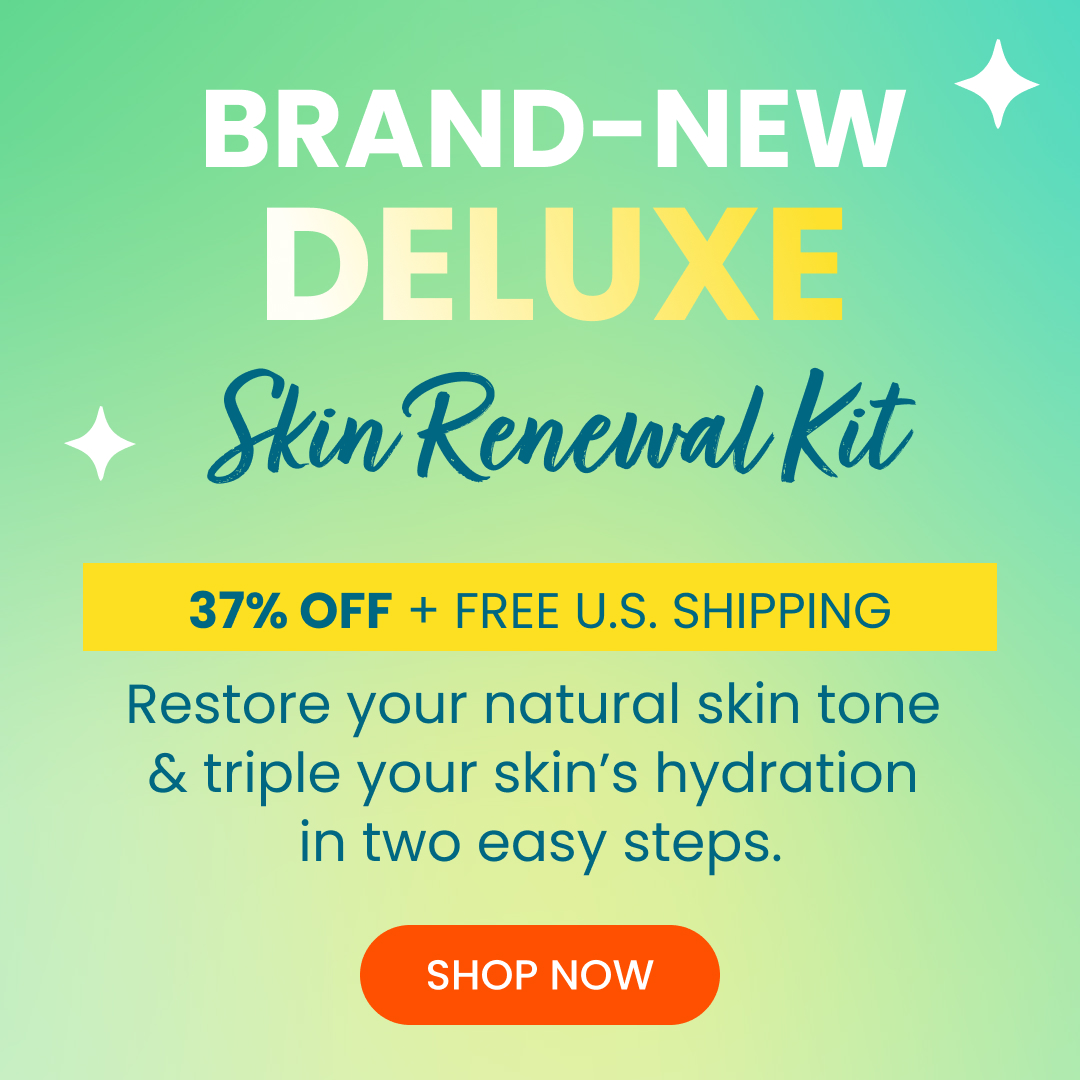 BRAND-NEW
DELUXE
Skin Renewal Kit
37% OFF + FREE U.S. SHIPPING
Restore your natural skin tone
& triple your skin’s hydration
in two easy steps.
SHOP NOW